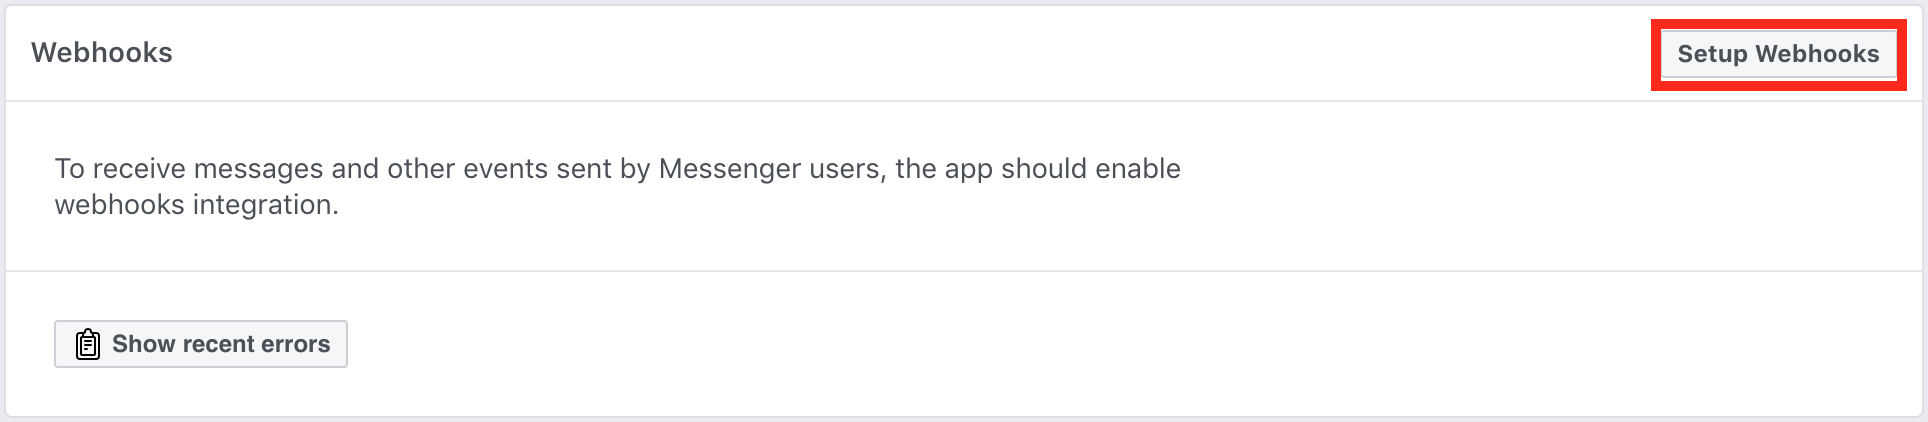 Webhooks
Setup Webhooks
To receive messages and other events sent by Messenger users, the app should enable
webhooks integration.
Show recent errors